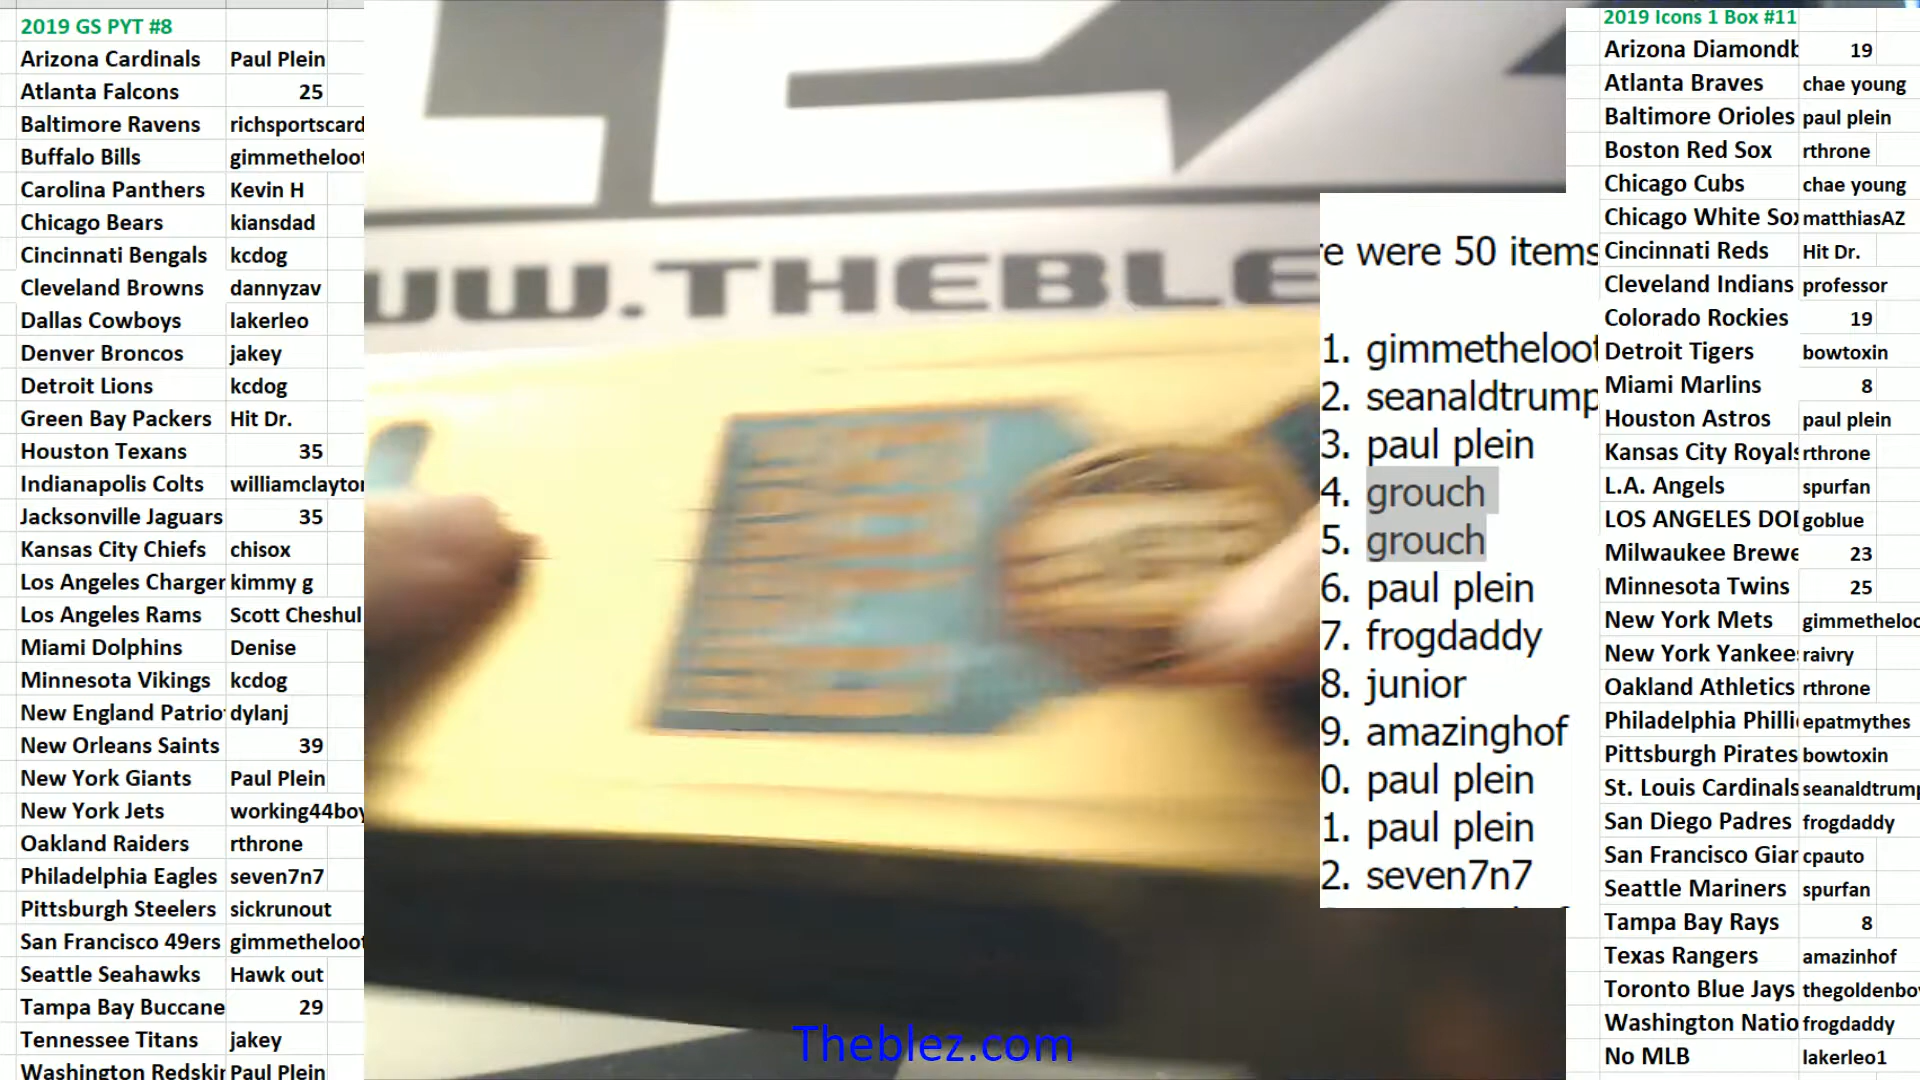 2019 GS PYT #8
Arizona Cardinals Paul Plein
Atlanta Falcons 25
Baltimore Ravens richsportscard
Buffalo Bills gimmetheloot
Carolina Panthers Kevin H
Chicago Bears kiansdad
Cincinnati Bengals kcdog
Cleveland Browns dannyzav
Dallas Cowboys lakerleo
Denver Broncos jakey
Detroit Lions kcdog
Green Bay Packers Hit Dr.
Houston Texans 35
Indianapolis Colts williamclayton
Jacksonville Jaguars 35
Kansas City Chiefs chisox
Los Angeles Charger kimmy g
Los Angeles Rams Scott Cheshul
Miami Dolphins Denise
Minnesota Vikings kcdog
New England Patriot dylanj
New Orleans Saints 39
New York Giants Paul Plein
New York Jets working44boy
Oakland Raiders rthrone
Philadelphia Eagles seven7n7
Pittsburgh Steelers sickrunout
San Francisco 49ers gimmetheloot
Seattle Seahawks Hawk out
Tampa Bay Buccane 29
Tennessee Titans jakey
Washington Redskin Paul Plein
WWW.THEBLE
Theblez.com
e were 50 items
1. gimmetheloot
2. seanaldtrump
3. paul plein
4. grouch
5. grouch
6. paul plein
7. frogdaddy
8. junior
9. amazinghof
0. paul plein
1. paul plein
2. seven7n7
2019 Icons 1 Box #11
Arizona Diamondb 19
Atlanta Braves chae young
Baltimore Orioles paul plein
Boston Red Sox rthrone
Chicago Cubs chae young
Chicago White Sox matthiasAZ
Cincinnati Reds Hit Dr.
Cleveland Indians professor
Colorado Rockies 19
Detroit Tigers bowtoxin
Miami Marlins 8
Houston Astros paul plein
Kansas City Royals rthrone
L.A. Angels spurfan
LOS ANGELES DOD goblue
Milwaukee Brewe 23
Minnesota Twins 25
New York Mets gimmetheloo
New York Yankees raivry
Oakland Athletics rthrone
Philadelphia Phillie epatmythes
Pittsburgh Pirates bowtoxin
St. Louis Cardinals seanaldtrump
San Diego Padres frogdaddy
San Francisco Gian cpauto
Seattle Mariners spurfan
Tampa Bay Rays 8
Texas Rangers amazinhof
Toronto Blue Jays thegoldenboy
Washington Natio frogdaddy
No MLB lakerleo1